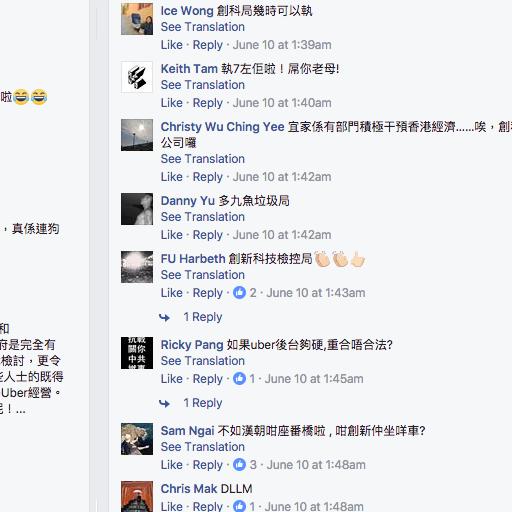 啦😂😂
，真係連狗
和
府是完全有
檢討，更令
些人士的既得
Uber經營。
呢！...
Ice Wong 創科局幾時可以執
See Translation
Like · Reply · June 10 at 1:39am
Keith Tam 執7左佢啦！屌你老母!
See Translation
Like · Reply · June 10 at 1:40am
Christy Wu Ching Yee 宜家係有部門積極干預香港經濟......唉，創
公司囉
See Translation
Like · Reply · June 10 at 1:42am
Danny Yu 多九魚垃圾局
See Translation
Like · Reply · June 10 at 1:42am
FU Harbeth 創新科技檢控局👏🏻👏🏻👆🏻
See Translation
Like · Reply · 2 · June 10 at 1:43am
1 Reply
Ricky Pang 如果uber後台夠硬,重合唔合法?
See Translation
Like · Reply · 1 · June 10 at 1:45am
1 Reply
Sam Ngai 不如漢朝咁座番橋啦 , 咁創新仲坐咩車?
See Translation
Like · Reply · 3 · June 10 at 1:48am
Chris Mak DLLM
Like · Reply · 1 · June 10 at 1:48am